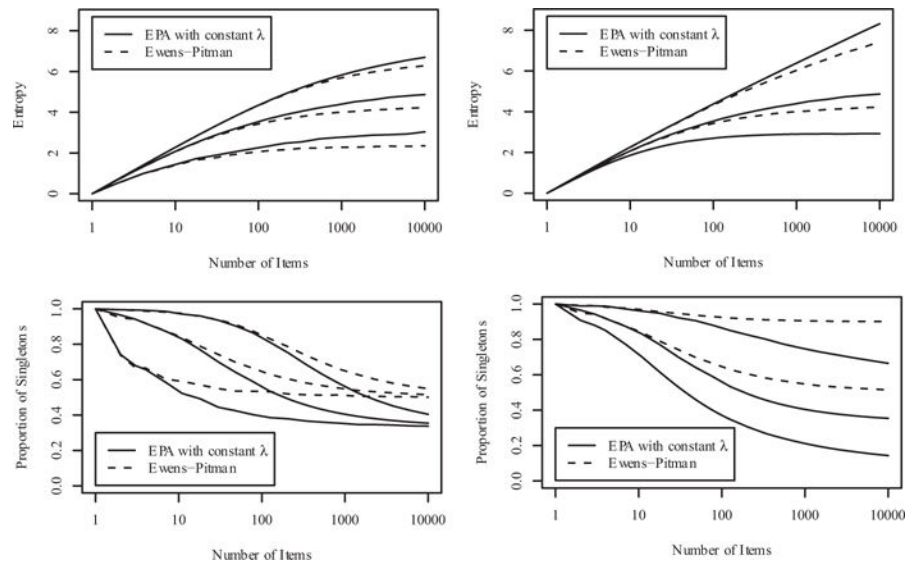 EPA with constant λ
Ewens−Pitman
Entropy
8
6
4
2
0
1 10 100 1000 10000
Number of Items
EPA with constant λ
Ewens−Pitman
Entropy
8
6
4
2
0
1 10 100 1000 10000
Number of Items
Proportion of Singletons
1.0
0.8
0.6
0.4
0.2
0.0
EPA with constant λ
Ewens−Pitman
1 10 100 1000 10000
Number of Items
Proportion of Singletons
1.0
0.8
0.6
0.4
0.2
0.0
EPA with constant λ
Ewens−Pitman
1 10 100 1000 10000
Number of Items